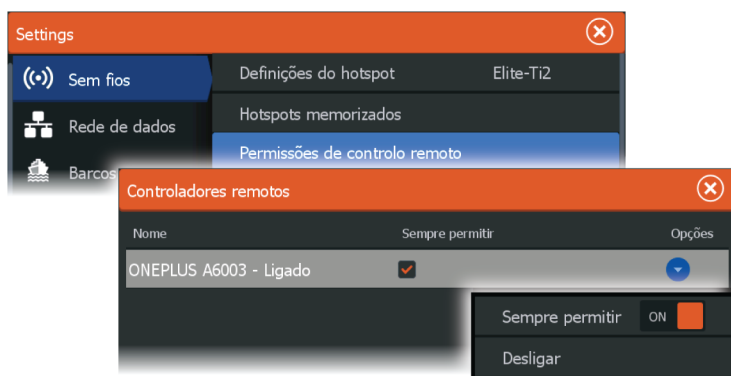 Settings
Sem fios
Definições do hotspot Elite-Ti2
Rede de dados
Hotspots memorizados
Permissões de controlo remoto
Barcos
Controladores remotos
Nome Sempre permitir Opções
ONEPLUS A6003 - Ligado
Sempre permitir ON
Desligar